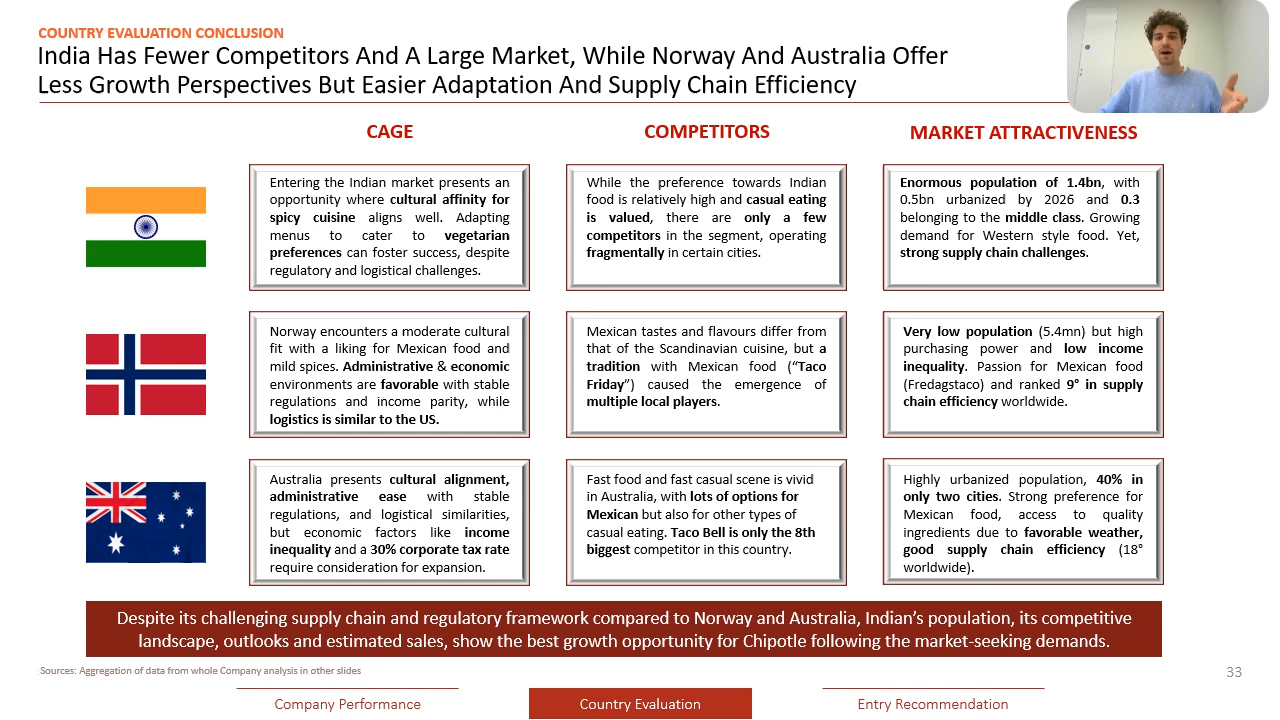 COUNTRY EVALUATION CONCLUSION
India Has Fewer Competitors And A Large Market, While Norway And Australia Offer
Less Growth Perspectives But Easier Adaptation And Supply Chain Efficiency
CAGE
COMPETITORS
MARKET ATTRACTIVENESS
Entering the Indian market presents an
opportunity where cultural affinity for
spicy cuisine aligns well. Adapting
menus to cater to vegetarian
preferences can foster success, despite
regulatory and logistical challenges.
While the preference towards Indian
food is relatively high and casual eating
is valued, there are only a few
competitors in the segment, operating
fragmentally in certain cities.
Enormous population of 1.4bn, with
0.5bn urbanized by 2026 and 0.3
belonging to the middle class. Growing
demand for Western style food. Yet,
strong supply chain challenges.
Norway encounters a moderate cultural
fit with a liking for Mexican food and
mild spices. Administrative & economic
environments are favorable with stable
regulations and income parity, while
logistics is similar to the US.
Mexican tastes and flavours differ from
that of the Scandinavian cuisine, but a
tradition with Mexican food (“Taco
Friday”) caused the emergence of
multiple local players.
Very low population (5.4mn) but high
purchasing power and low income
inequality. Passion for Mexican food
(Fredagstaco) and ranked 9° in supply
chain efficiency worldwide.
Australia presents cultural alignment,
administrative ease with stable
regulations, and logistical similarities,
but economic factors like income
inequality and a 30% corporate tax rate
require consideration for expansion.
Fast food and fast casual scene is vivid
in Australia, with lots of options for
Mexican but also for other types of
casual eating. Taco Bell is only the 8th
biggest competitor in this country.
Highly urbanized population, 40% in
only two cities. Strong preference for
Mexican food, access to quality
ingredients due to favorable weather,
good supply chain efficiency (18°
worldwide).
Despite its challenging supply chain and regulatory framework compared to Norway and Australia, Indian’s population, its competitive
landscape, outlooks and estimated sales, show the best growth opportunity for Chipotle following the market-seeking demands.
Sources: Aggregation of data from whole Company analysis in other slides
33
Company Performance
Country Evaluation
Entry Recommendation